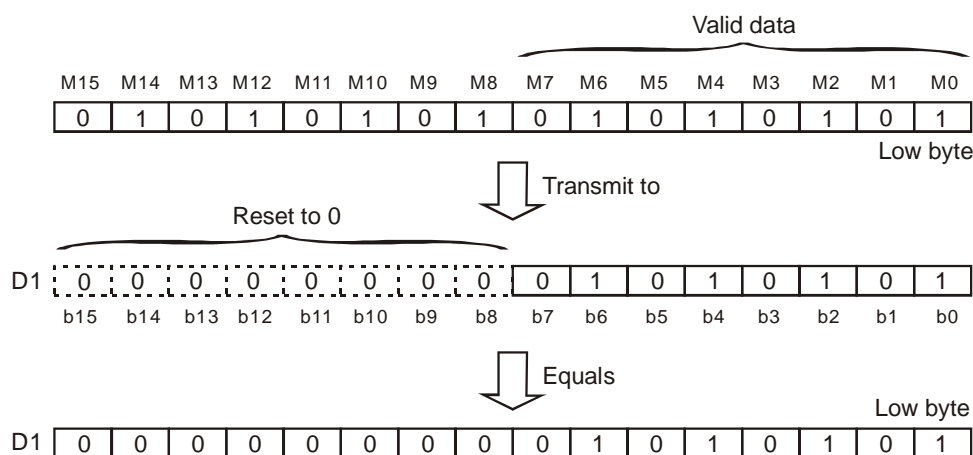 Valid data
M15 M14 M13 M12 M11 M10 M9 M8 M7 M6 M5 M4 M3 M2 M1 M0
0 1 0 1 0 1 0 1 0 1 0 1 0 1 0 1
Low byte
Transmit to
Reset to 0
D1 0 0 0 0 0 0 0 0 0 1 0 1 0 1 0 1
b15 b14 b13 b12 b11 b10 b9 b8 b7 b6 b5 b4 b3 b2 b1 b0
Equals
Low byte
D1 0 0 0 0 0 0 0 0 0 1 0 1 0 1 0 1